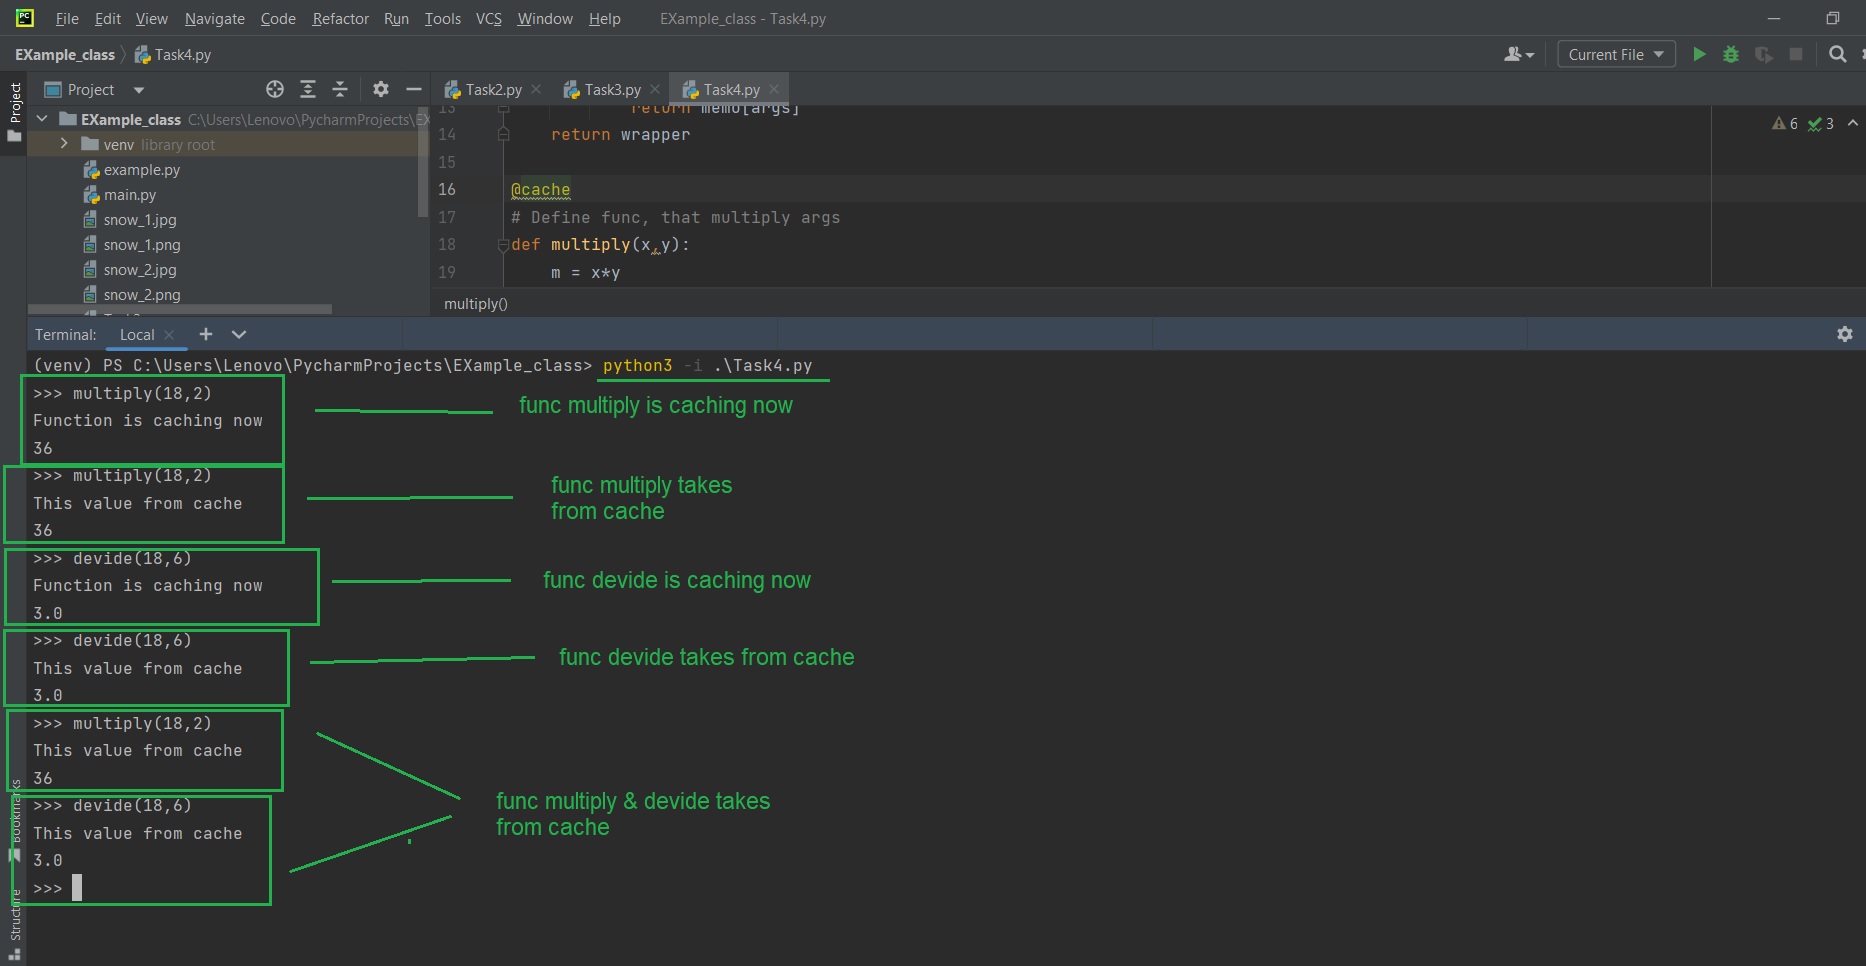 PC
File Edit View Navigate Code Refactor Run Tools VCS Window Help EXample_class - Task4.py
EXample_class Task4.py
Current File
Project
Project
Task2.py
Task3.py
Task4.py
EXample_class C:\Users\Lenovo\PycharmProjects\EX
venv library root
example.py
main.py
snow_1.jpg
snow_1.png
snow_2.jpg
snow_2.png
13 return memo[args]
14 return wrapper
15
16 @cache
17 # Define func, that multiply args
18 def multiply(x,y):
19 m = x*y
6 3
multiply()
Terminal: Local
(venv) PS C:\Users\Lenovo\PycharmProjects\EXample_class> python3 -i .\Task4.py
>>> multiply(18,2)
Function is caching now
36
func multiply is caching now
>>> multiply(18,2)
This value from cache
36
func multiply takes
from cache
>>> devide(18,6)
Function is caching now
3.0
func devide is caching now
>>> devide(18,6)
This value from cache
3.0
func devide takes from cache
>>> multiply(18,2)
This value from cache
36
>>> devide(18,6)
This value from cache
3.0
>>>
func multiply & devide takes
from cache
Bookmarks
Structure